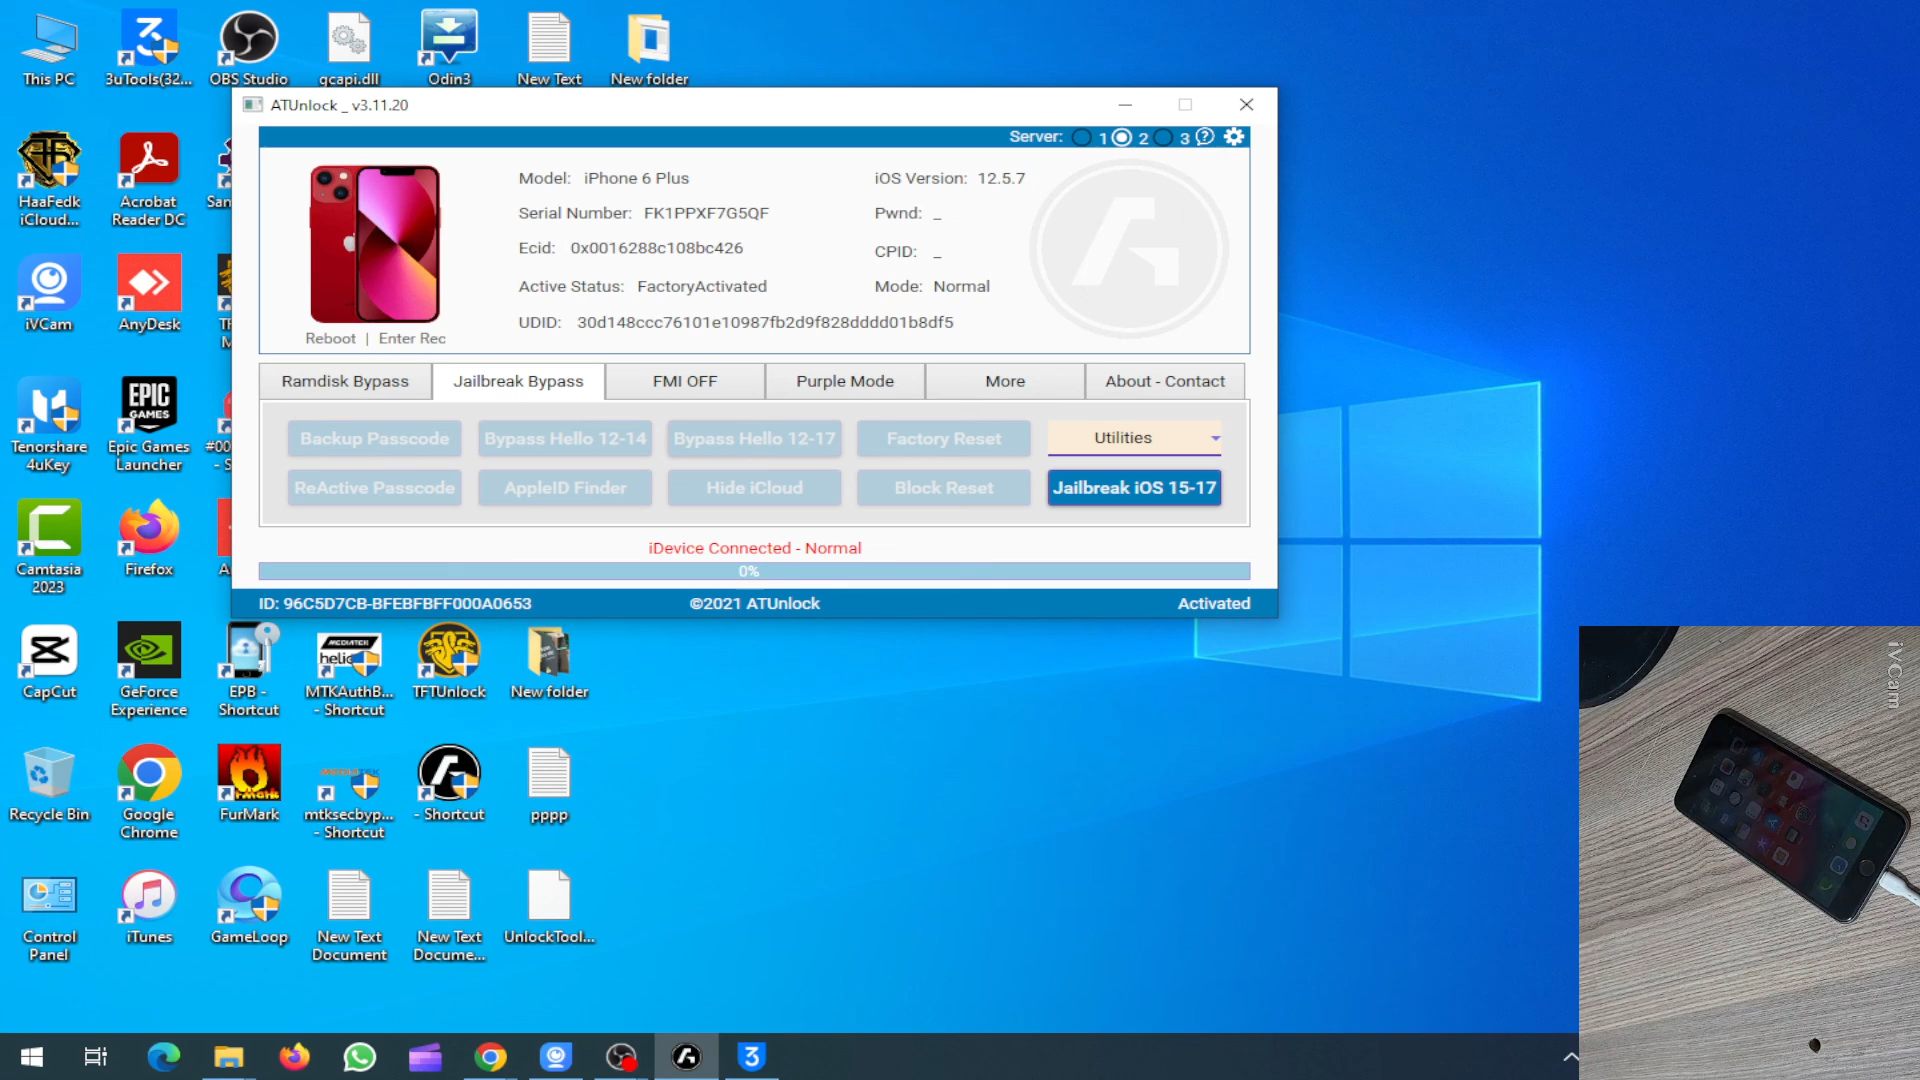 This PC
3uTools(32...
OBS Studio
qcapi.dll
Odin3
New Text
New folder
ATUnlock _ v3.11.20
Server: 1 2 3
HaaFedk
iCloud...
Acrobat
Reader DC
Model: iPhone 6 Plus
iOS Version: 12.5.7
Serial Number: FK1PPXF7G5QF
Pwnd: _
Ecid: 0x0016288c108bc426
CPID: _
Active Status: FactoryActivated
Mode: Normal
UDID: 30d148ccc76101e10987fb2d9f828dddd01b8df5
Reboot | Enter Rec
iVCam
AnyDesk
Ramdisk Bypass
Jailbreak Bypass
FMI OFF
Purple Mode
More
About - Contact
Backup Passcode
Bypass Hello 12-14
Bypass Hello 12-17
Factory Reset
Utilities
ReActive Passcode
AppleID Finder
Hide iCloud
Block Reset
Jailbreak iOS 15-17
Tenorshare
4uKey
EPIC
GAMES
Epic Games
Launcher
iDevice Connected - Normal
0%
ID: 96C5D7CB-BFEBFBFF000A0653
©2021 ATUnlock
Activated
Camtasia
2023
Firefox
CapCut
GeForce
Experience
EPB -
Shortcut
MEDIATEK
helio
MTKAuthB...
- Shortcut
TFTUnlock
New folder
Recycle Bin
Google
Chrome
FurMark
mtksecbyp...
- Shortcut
- Shortcut
pppp
Control
Panel
iTunes
GameLoop
New Text
Document
New Text
Docume...
UnlockTool...
iVCam